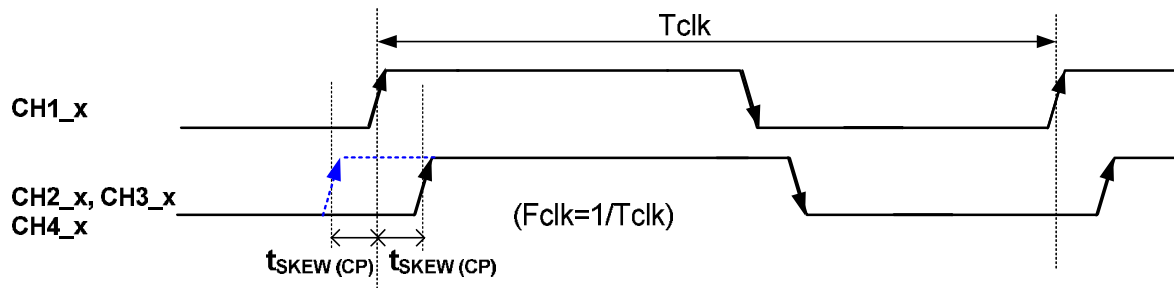 Tclk
CH1_x
CH2_x, CH3_x
CH4_x
(Fclk=1/Tclk)
tSKEW (CP) tSKEW (CP)